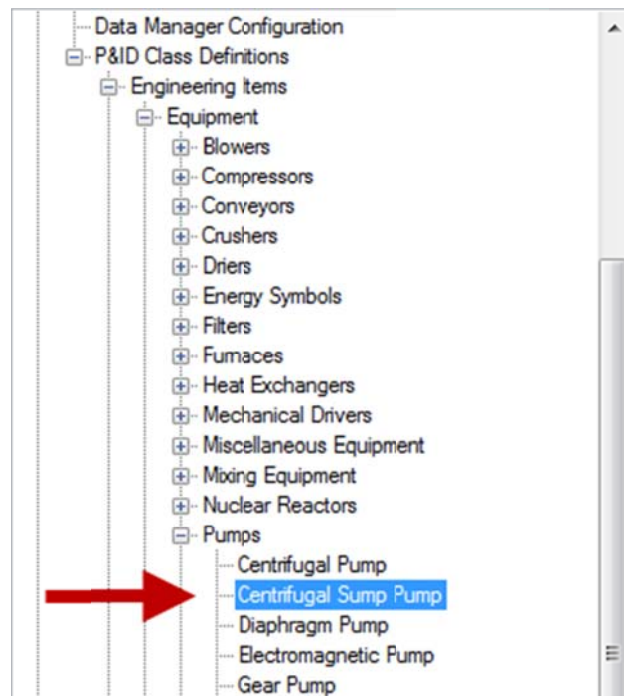 Data Manager Configuration
P&ID Class Definitions
Engineering Items
Equipment
Blowers
Compressors
Conveyors
Crushers
Driers
Energy Symbols
Filters
Furnaces
Heat Exchangers
Mechanical Drivers
Miscellaneous Equipment
Mixing Equipment
Nuclear Reactors
Pumps
Centrifugal Pump
Centrifugal Sump Pump
Diaphragm Pump
Electromagnetic Pump
Gear Pump